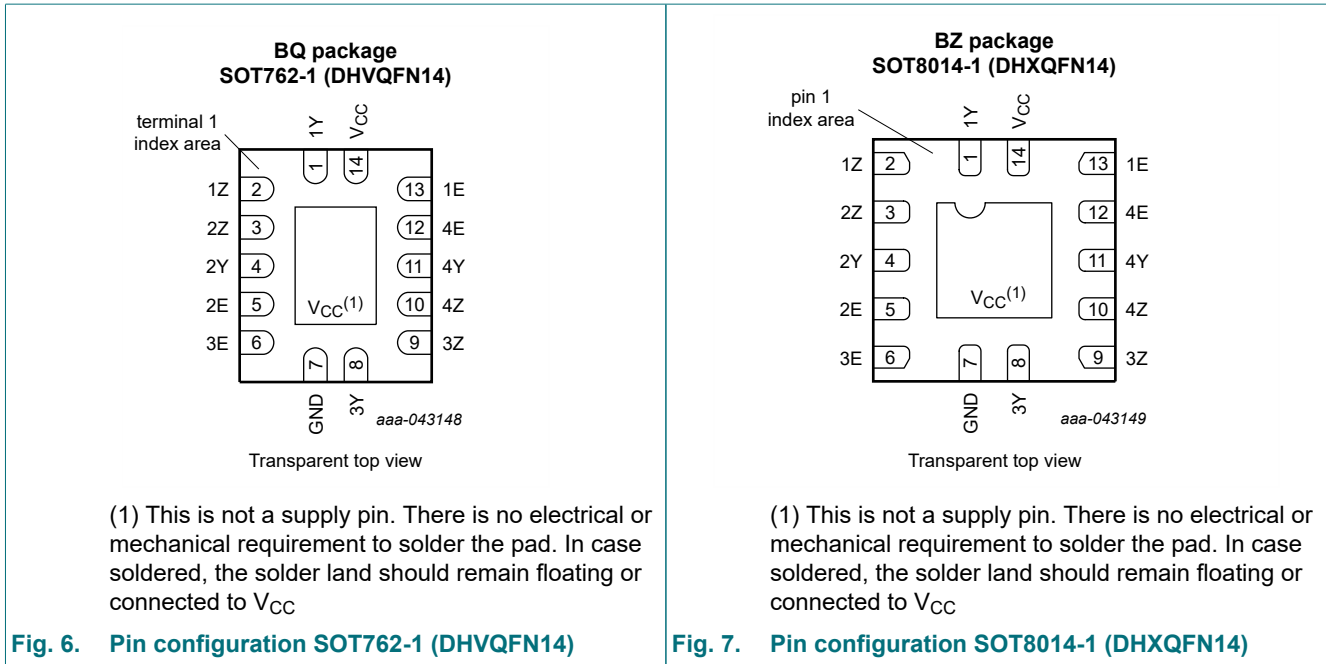 BQ package
SOT762-1 (DHVQFN14)
terminal 1
index area
1Y
VCC
1
14
1Z 2
13 1E
2Z 3
12 4E
2Y 4
11 4Y
2E 5
VCC(1)
10 4Z
3E 6
9 3Z
7
8
GND
3Y
aaa-043148
Transparent top view
(1) This is not a supply pin. There is no electrical or
mechanical requirement to solder the pad. In case
soldered, the solder land should remain floating or
connected to VCC
Fig. 6. Pin configuration SOT762-1 (DHVQFN14)
BZ package
SOT8014-1 (DHXQFN14)
pin 1
index area
1Y
VCC
1
14
1Z 2
13 1E
2Z 3
12 4E
2Y 4
11 4Y
2E 5
VCC(1)
10 4Z
3E 6
9 3Z
7
8
GND
3Y
aaa-043149
Transparent top view
(1) This is not a supply pin. There is no electrical or
mechanical requirement to solder the pad. In case
soldered, the solder land should remain floating or
connected to VCC
Fig. 7. Pin configuration SOT8014-1 (DHXQFN14)